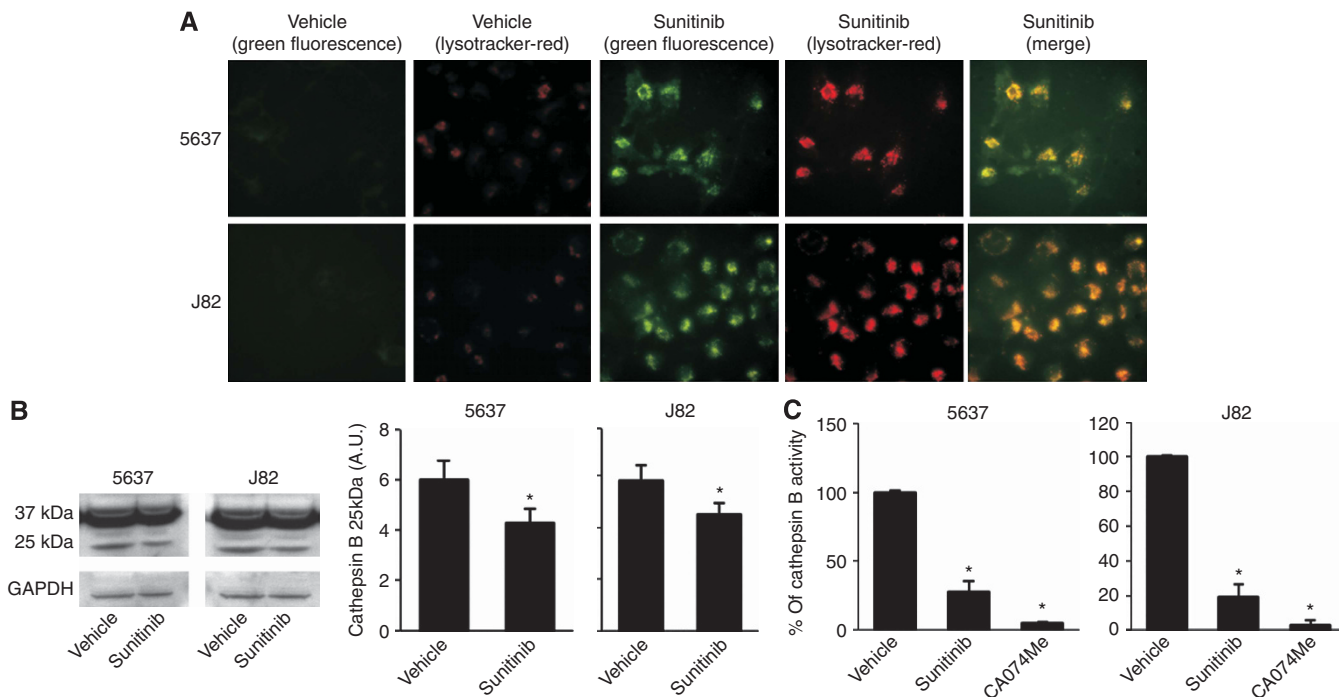 A
Vehicle
(green fluorescence)
Vehicle
(lysotracker-red)
Sunitinib
(green fluorescence)
Sunitinib
(lysotracker-red)
Sunitinib
(merge)
5637
J82
B
5637
J82
37 kDa
25 kDa
GAPDH
Vehicle
Sunitinib
Vehicle
Sunitinib
Cathepsin B 25kDa (A.U.)
5637
8
6
4
2
0
*
Vehicle
Sunitinib
J82
*
Vehicle
Sunitinib
C
% Of cathepsin B activity
5637
150
100
50
0
*
*
Vehicle
Sunitinib
CA074Me
J82
120
100
80
60
40
20
0
*
*
Vehicle
Sunitinib
CA074Me